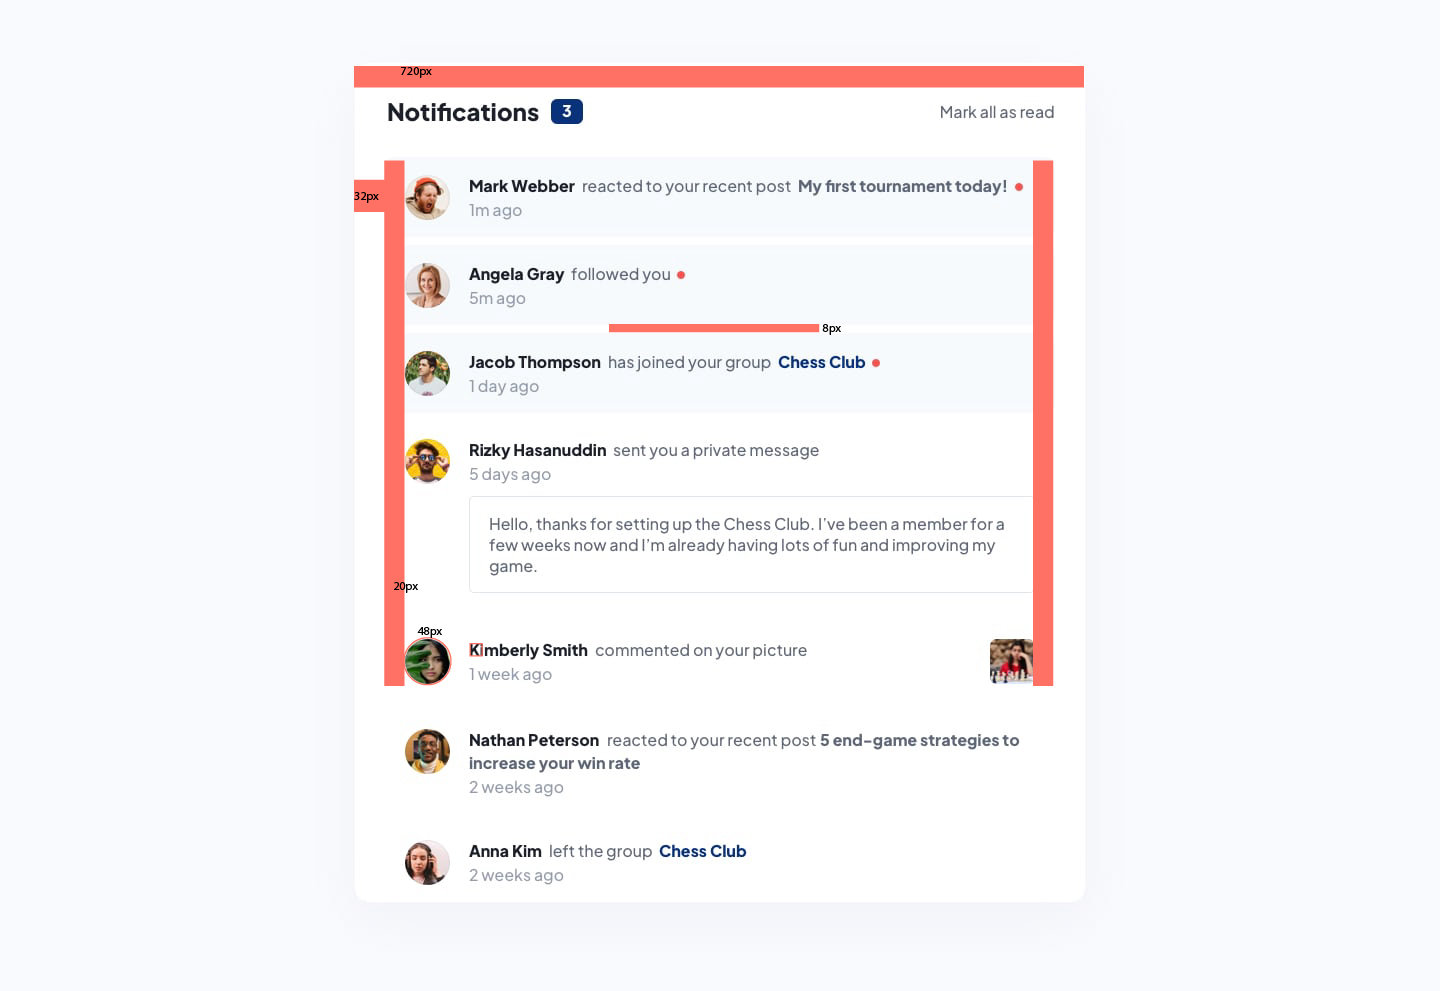 720px
Notifications 3 Mark all as read
Mark Webber reacted to your recent post My first tournament today!
32px
1m ago
Angela Gray followed you
5m ago
8px
Jacob Thompson has joined your group Chess Club
1 day ago
Rizky Hasanuddin sent you a private message
5 days ago
Hello, thanks for setting up the Chess Club. I’ve been a member for a
few weeks now and I’m already having lots of fun and improving my
game.
20px
48px
Kimberly Smith commented on your picture
1 week ago
Nathan Peterson reacted to your recent post 5 end-game strategies to
increase your win rate
2 weeks ago
Anna Kim left the group Chess Club
2 weeks ago